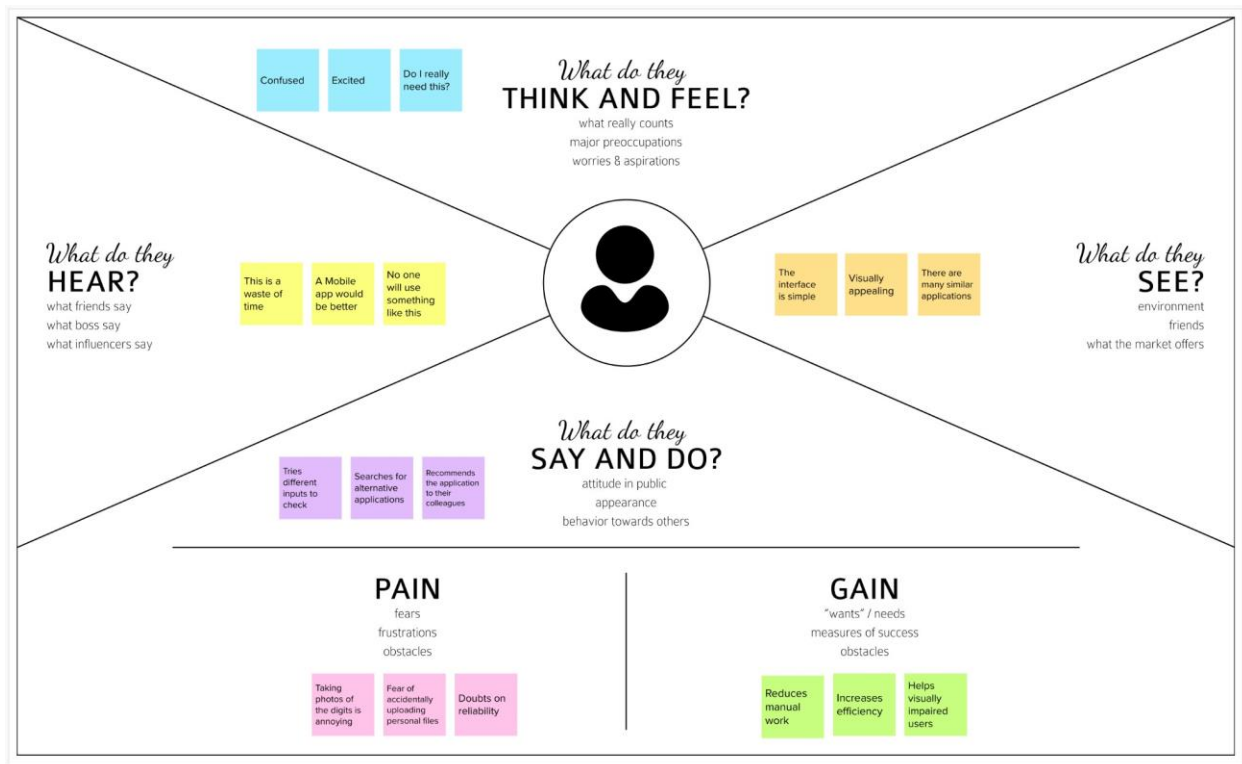 Confused
Excited
Do I really
need this?
What do they
THINK AND FEEL?
what really counts
major preoccupations
worries & aspirations
What do they
HEAR?
what friends say
what boss say
what influencers say
This is a
waste of
time
A Mobile
app would
be better
No one
will use
something
like this
The
interface
is simple
Visually
appealing
There are
many similar
applications
What do they
SEE?
environment
friends
what the market offers
Tries
different
inputs to
check
Searches for
alternative
applications
Recommends
the application
to their
colleagues
What do they
SAY AND DO?
attitude in public
appearance
behavior towards others
PAIN
fears
frustrations
obstacles
Taking
photos of
the digits is
annoying
Fear of
accidentally
uploading
personal files
Doubts on
reliability
GAIN
"wants" / needs
measures of success
obstacles
Reduces
manual
work
Increases
efficiency
Helps
visually
impaired
users